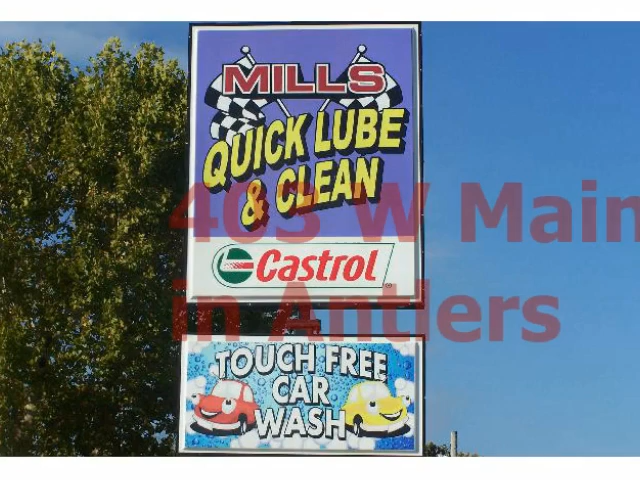 MILLS
QUICK LUBE
& CLEAN
403 W Main
Castrol
in Antlers
TOUCH FREE
CAR
WASH